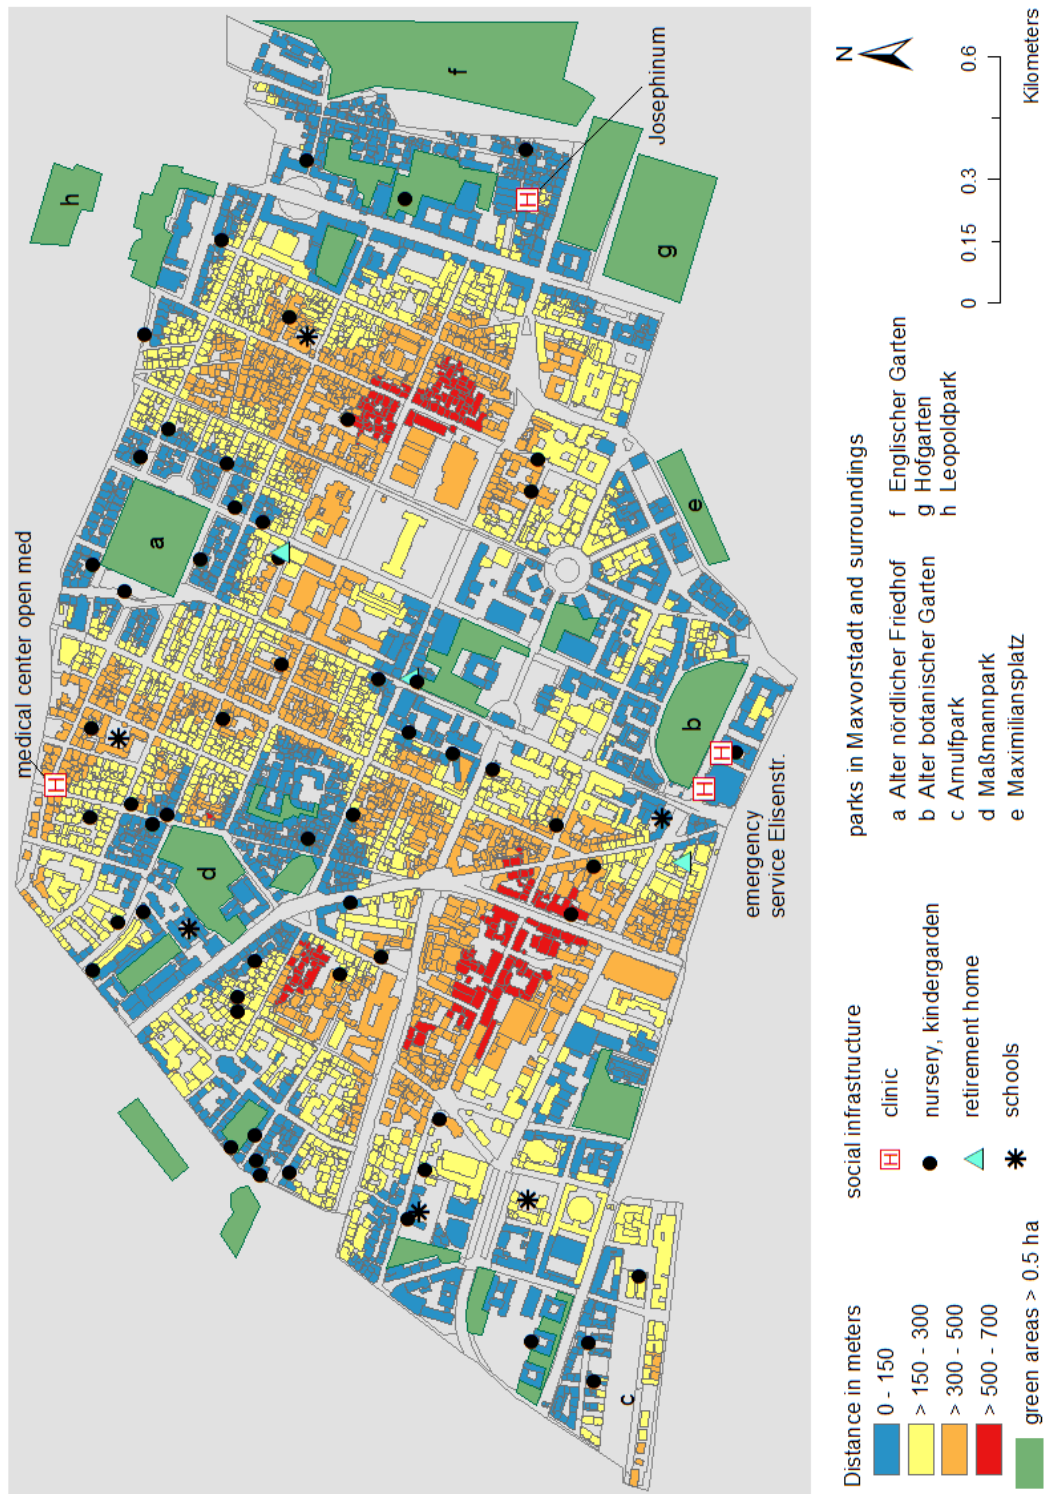 medical center open med
H
h
f
a
Josephinum
H
d
g
e
b
H
H
c
emergency
service Elisenstr.
Distance in meters
0 - 150
> 150 - 300
> 300 - 500
> 500 - 700
green areas > 0.5 ha
social infrastructure
H clinic
nursery, kindergarden
retirement home
schools
parks in Maxvorstadt and surroundings
a Alter nördlicher Friedhof
b Alter botanischer Garten
c Arnulfpark
d Maßmannpark
e Maximiliansplatz
f Englischer Garten
g Hofgarten
h Leopoldpark
N
0 0.15 0.3 0.6
Kilometers